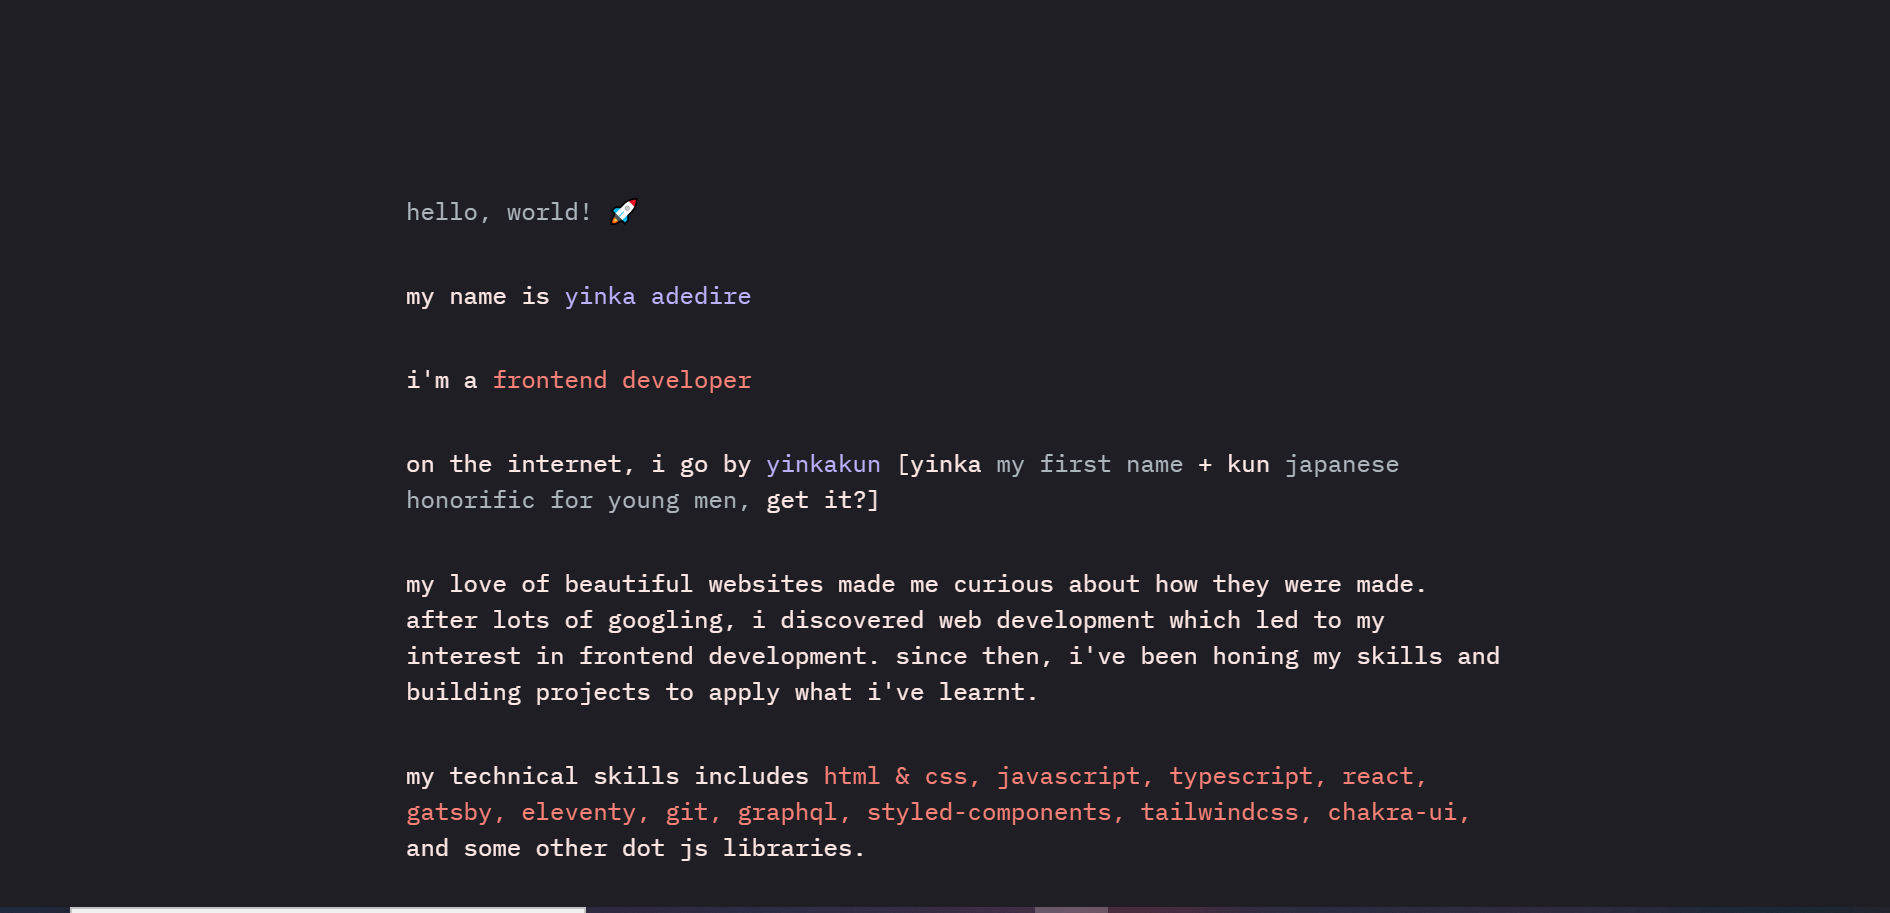 hello, world! 🚀
my name is yinka adedire
i'm a frontend developer
on the internet, i go by yinkakun [yinka my first name + kun japanese
honorific for young men, get it?]
my love of beautiful websites made me curious about how they were made.
after lots of googling, i discovered web development which led to my
interest in frontend development. since then, i've been honing my skills and
building projects to apply what i've learnt.
my technical skills includes html & css, javascript, typescript, react,
gatsby, eleventy, git, graphql, styled-components, tailwindcss, chakra-ui,
and some other dot js libraries.